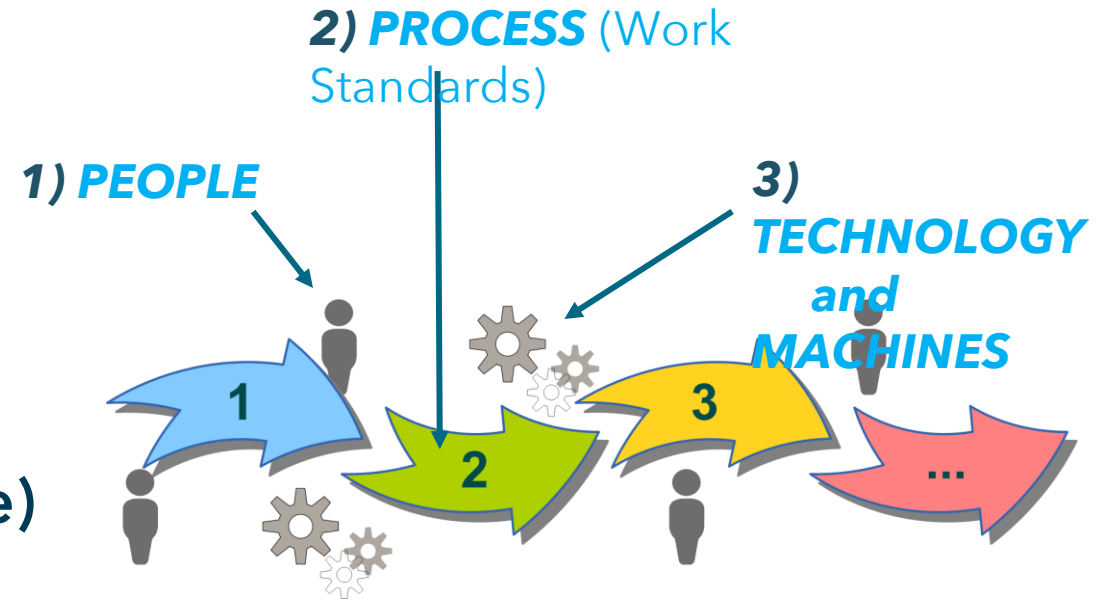 2) PROCESS (Work
Standards)
1) PEOPLE
3)
TECHNOLOGY
and
MACHINES
1
2
3
...
e)